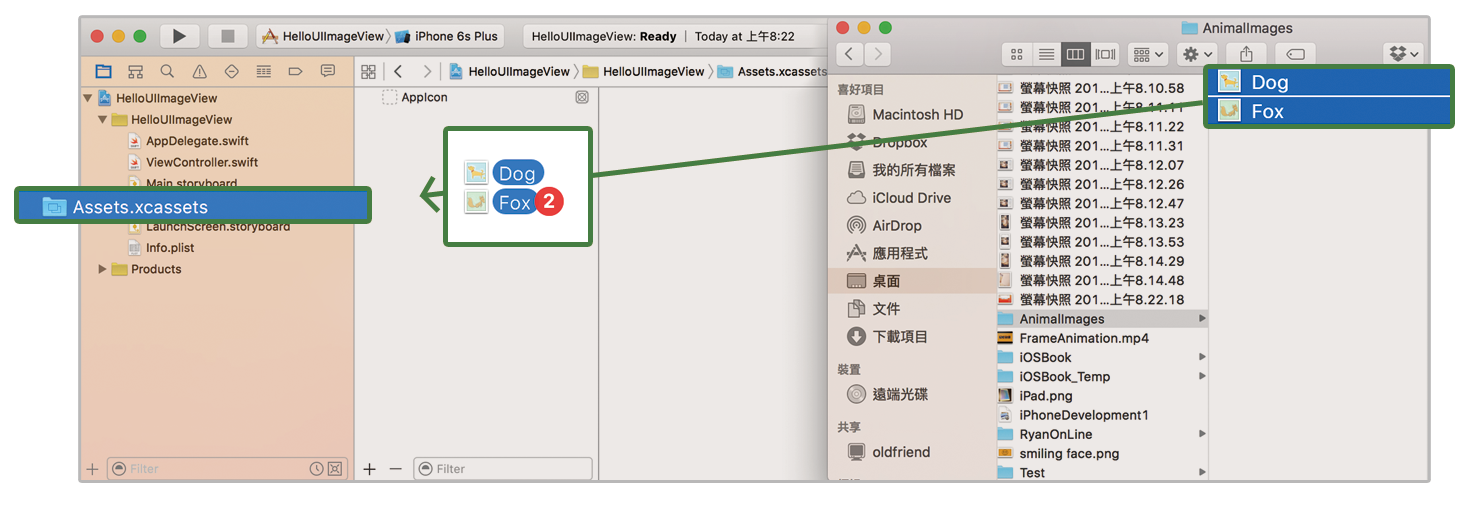 HelloUIImageView
iPhone 6s Plus
HelloUIImageView: Ready
Today at 上午8:22
HelloUIImageView
HelloUIImageView
Assets.xcassets
HelloUIImageView
HelloUIImageView
AppDelegate.swift
ViewController.swift
Main.storyboard
Assets.xcassets
LaunchScreen.storyboard
Info.plist
Products
Filter
AppIcon
Dog
Fox
2
Filter
AnimalImages
喜好項目
Macintosh HD
Dropbox
我的所有檔案
iCloud Drive
AirDrop
應用程式
桌面
文件
下載項目
裝置
遠端光碟
共享
oldfriend
螢幕快照 201...上午8.10.58
螢幕快照 201...上午8.11.11
螢幕快照 201...上午8.11.22
螢幕快照 201...上午8.11.31
螢幕快照 201...上午8.12.07
螢幕快照 201...上午8.12.26
螢幕快照 201...上午8.12.47
螢幕快照 201...上午8.13.23
螢幕快照 201...上午8.13.53
螢幕快照 201...上午8.14.29
螢幕快照 201...上午8.14.48
螢幕快照 201...上午8.22.18
AnimalImages
FrameAnimation.mp4
iOSBook
iOSBook_Temp
iPad.png
iPhoneDevelopment1
RyanOnLine
smiling face.png
Test
Dog
Fox